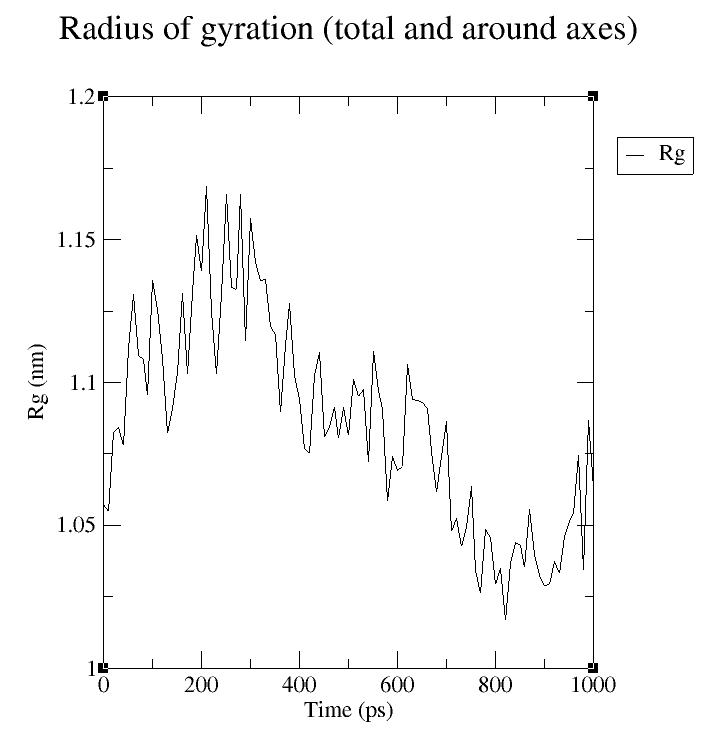 Radius of gyration (total and around axes)
1.2
Rg
1.15
1.1
Rg (nm)
1.05
1
0 200 400 600 800 1000
Time (ps)